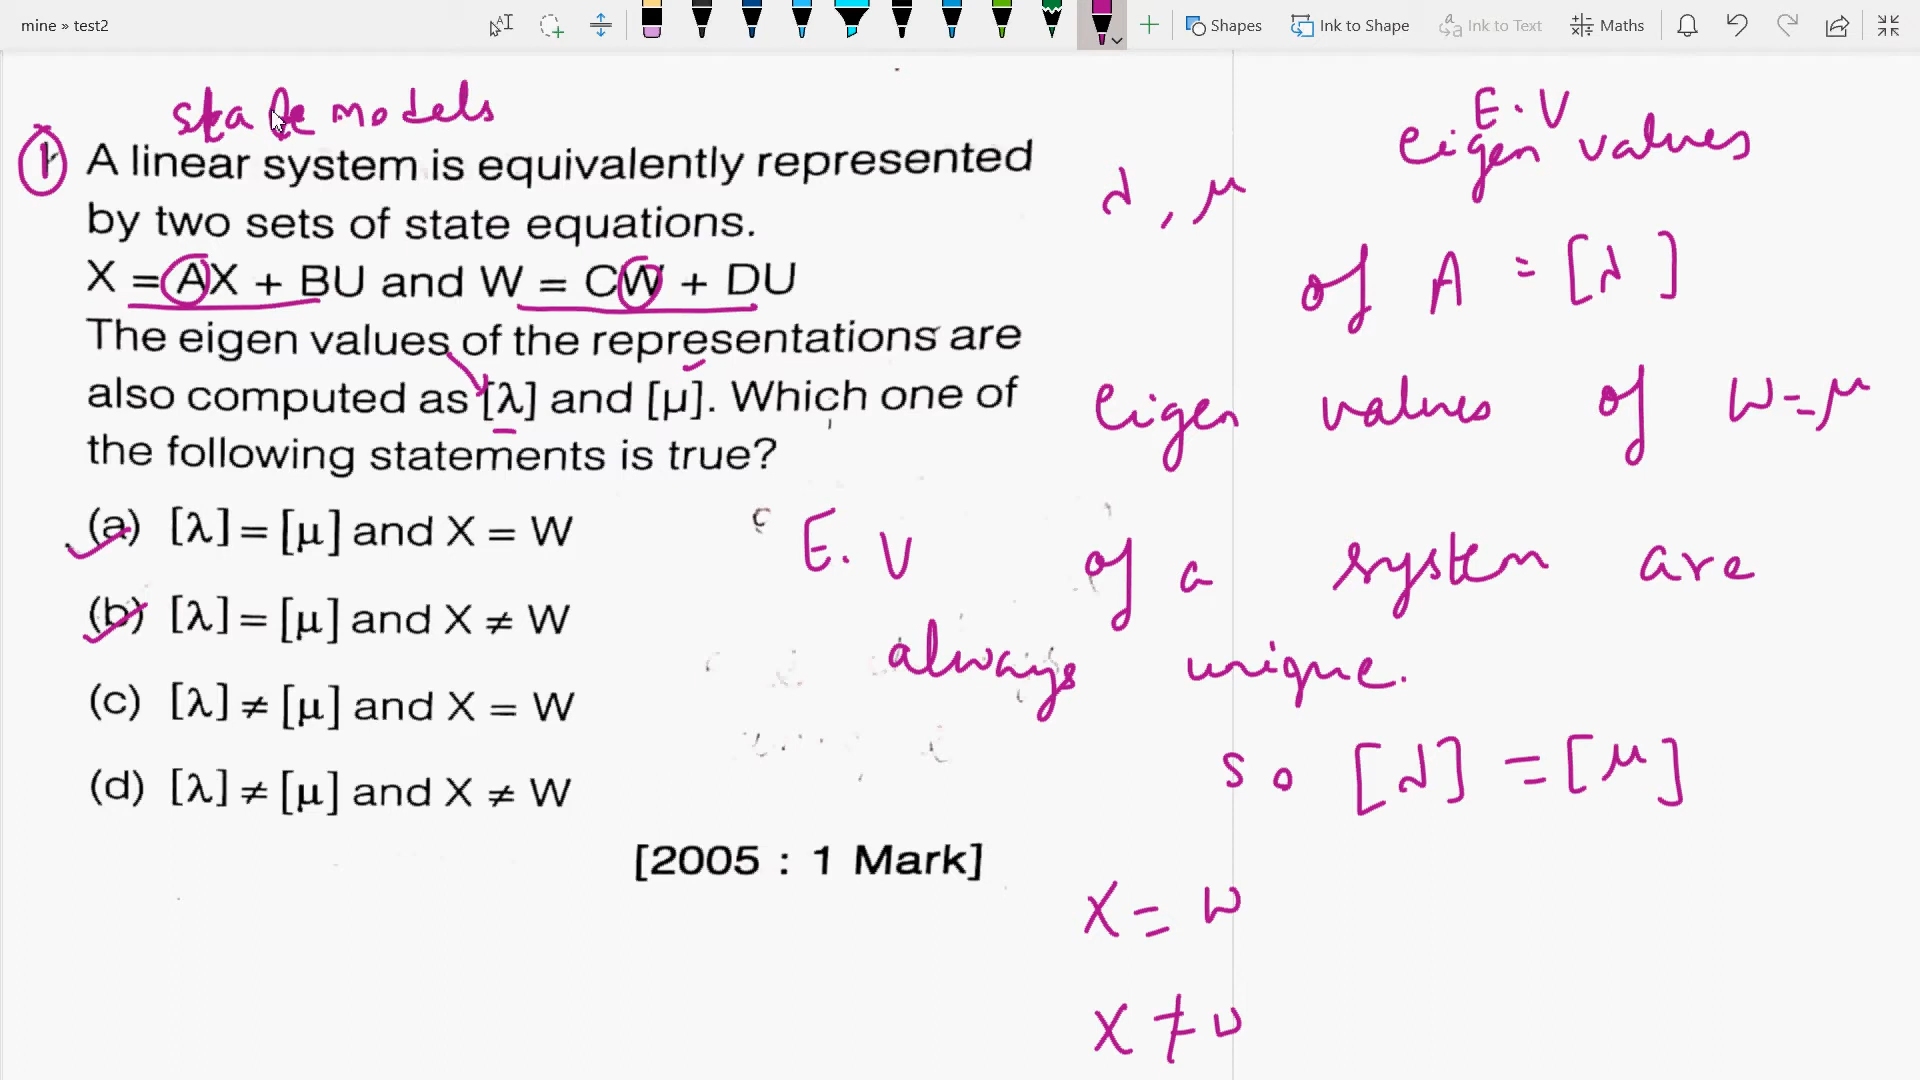 mine » test2
Shapes
Ink to Shape
Ink to Text
Maths
state models
1 A linear system is equivalently represented
by two sets of state equations.
X = AX + BU and W = CW + DU
The eigen values of the representations are
also computed as [λ] and [μ]. Which one of
the following statements is true?
(a) [λ] = [μ] and X = W
(b) [λ] = [μ] and X ≠ W
(c) [λ] ≠ [μ] and X = W
(d) [λ] ≠ [μ] and X ≠ W
[2005 : 1 Mark]
E.V
eigen values
λ, μ
of A = [λ]
eigen values of W = μ
E.V of a system are
always unique.
so [λ] = [μ]
X = W
X ≠ W